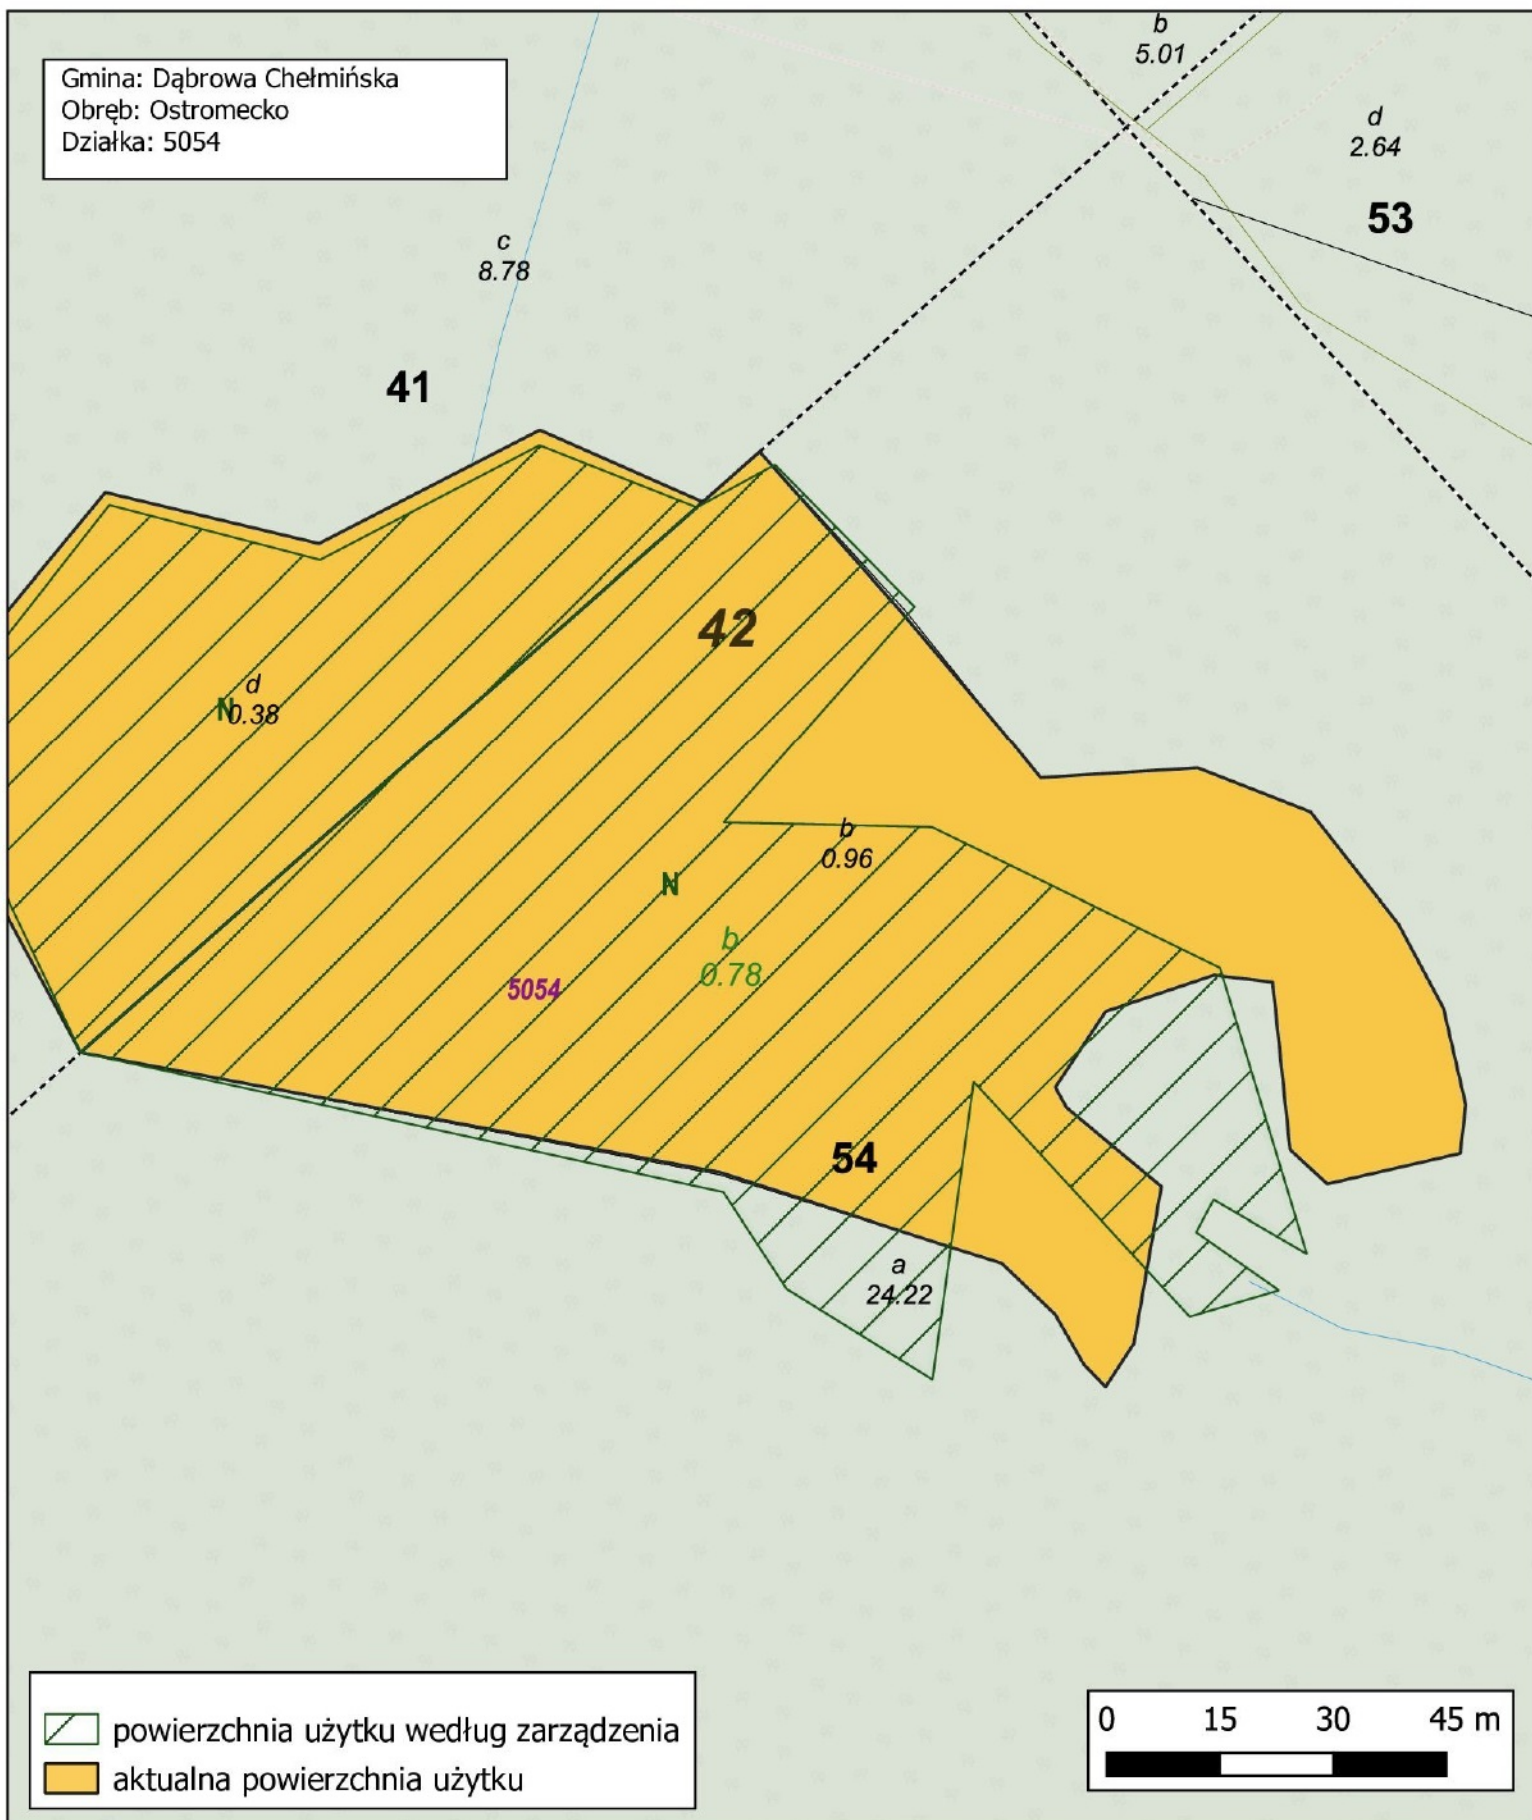 b
5.01
Gmina: Dąbrowa Chełmińska
Obręb: Ostromecko
Działka: 5054
d
2.64
53
c
8.78
41
42
d
N
0.38
b
0.96
N
b
0.78
5054
54
a
24.22
powierzchnia użytku według zarządzenia
aktualna powierzchnia użytku
0 15 30 45 m